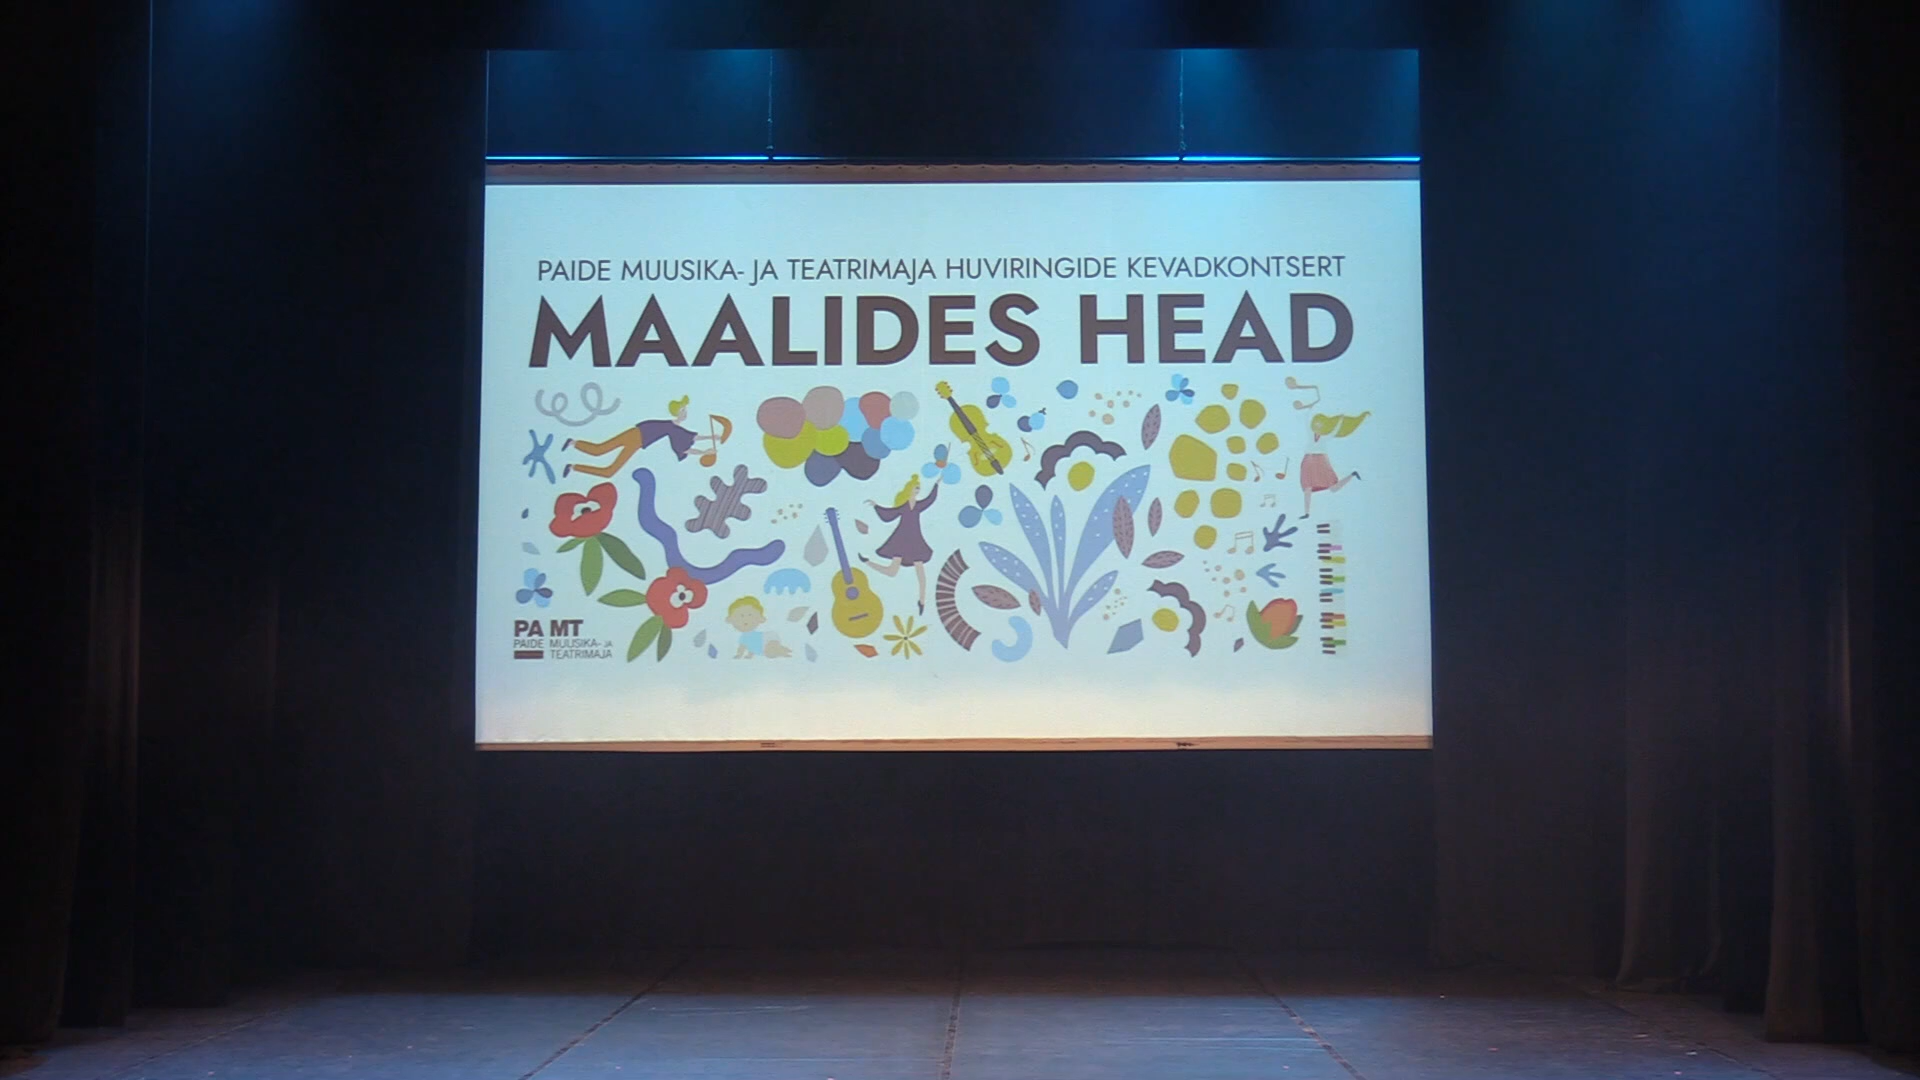 PAIDE MUUSIKA- JA TEATRIMAJA HUVIRINGIDE KEVADKONTSERT
MAALIDES HEAD
PA MT
PAIDE MUUSIKA- JA
TEATRIMAJA